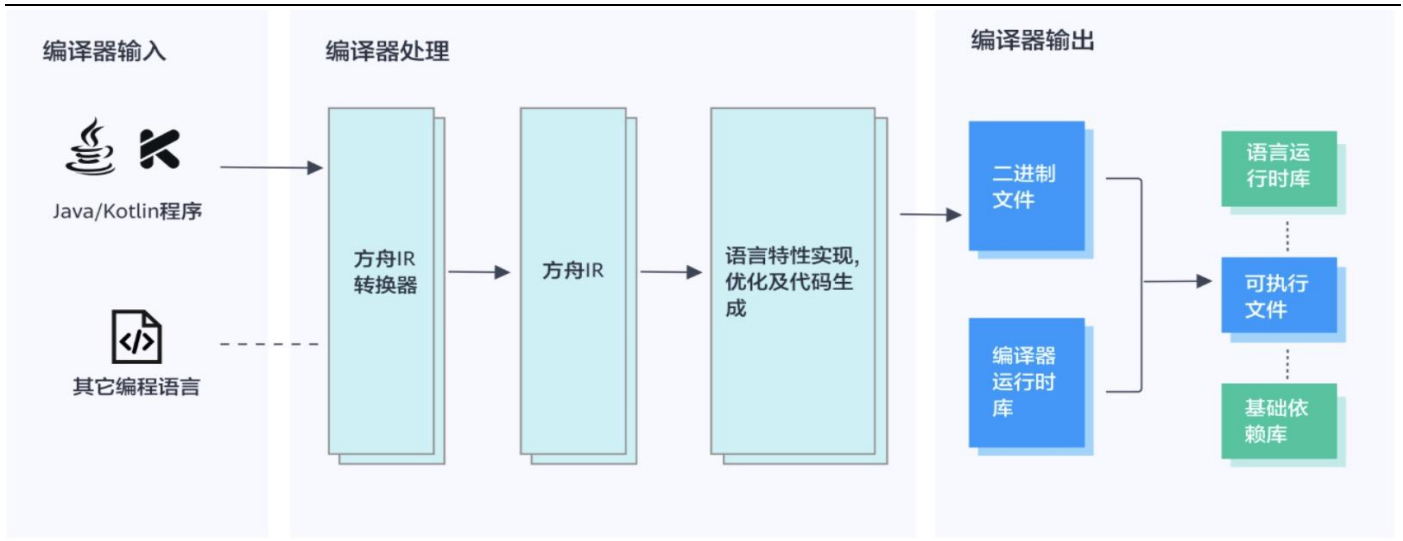 编译器输入
Java/Kotlin程序
</>
其它编程语言
编译器处理
方舟IR
转换器
方舟IR
语言特性实现,
优化及代码生
成
编译器输出
二进制
文件
编译器
运行时
库
语言运
行时库
可执行
文件
基础依
赖库